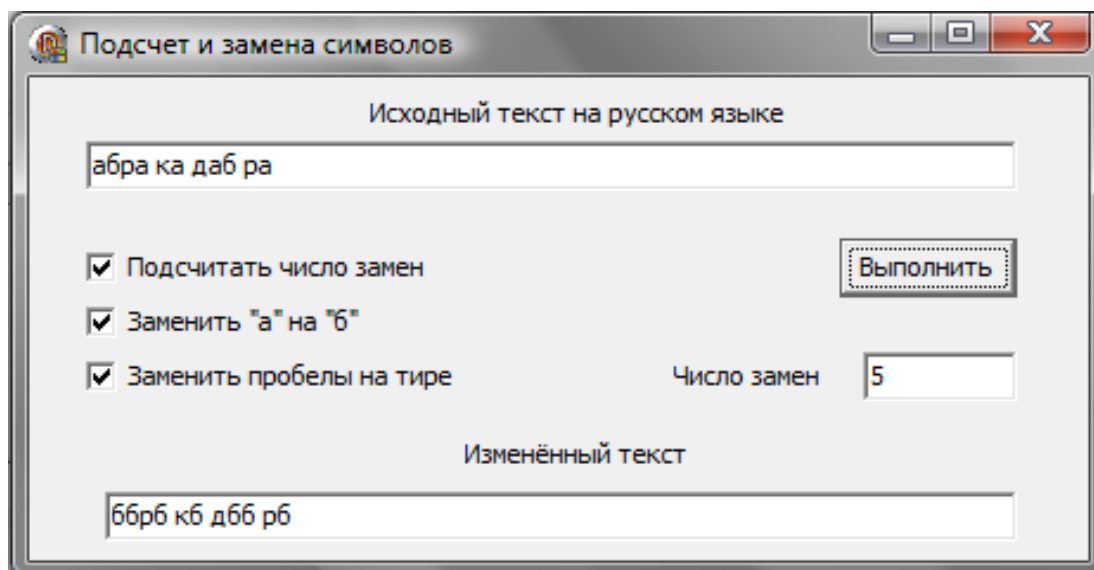 Подсчет и замена символов
Исходный текст на русском языке
абра ка даб ра
Подсчитать число замен
Выполнить
Заменить "а" на "б"
Заменить пробелы на тире
Число замен
5
Изменённый текст
ббрб кб дбб рб